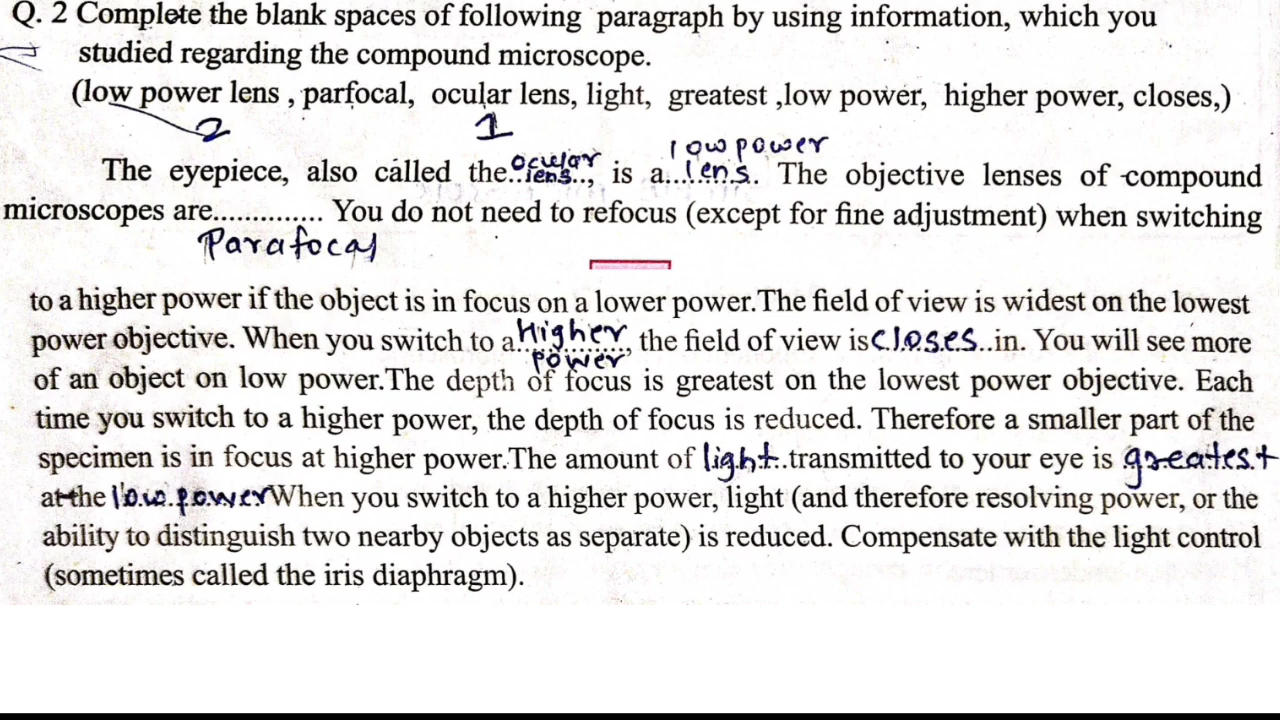 Q. 2 Complete the blank spaces of following paragraph by using information, which you
studied regarding the compound microscope.
(low power lens , parfocal, ocular lens, light, greatest ,low power, higher power, closes,)
2 1
low power
The eyepiece, also called the..ocular lens.., is a...lens.. The objective lenses of compound
microscopes are.............. You do not need to refocus (except for fine adjustment) when switching
Parafocal
to a higher power if the object is in focus on a lower power.The field of view is widest on the lowest
power objective. When you switch to a..Higher power.., the field of view is closes..in. You will see more
of an object on low power.The depth of focus is greatest on the lowest power objective. Each
time you switch to a higher power, the depth of focus is reduced. Therefore a smaller part of the
specimen is in focus at higher power.The amount of light..transmitted to your eye is greatest
at the low power When you switch to a higher power, light (and therefore resolving power, or the
ability to distinguish two nearby objects as separate) is reduced. Compensate with the light control
(sometimes called the iris diaphragm).